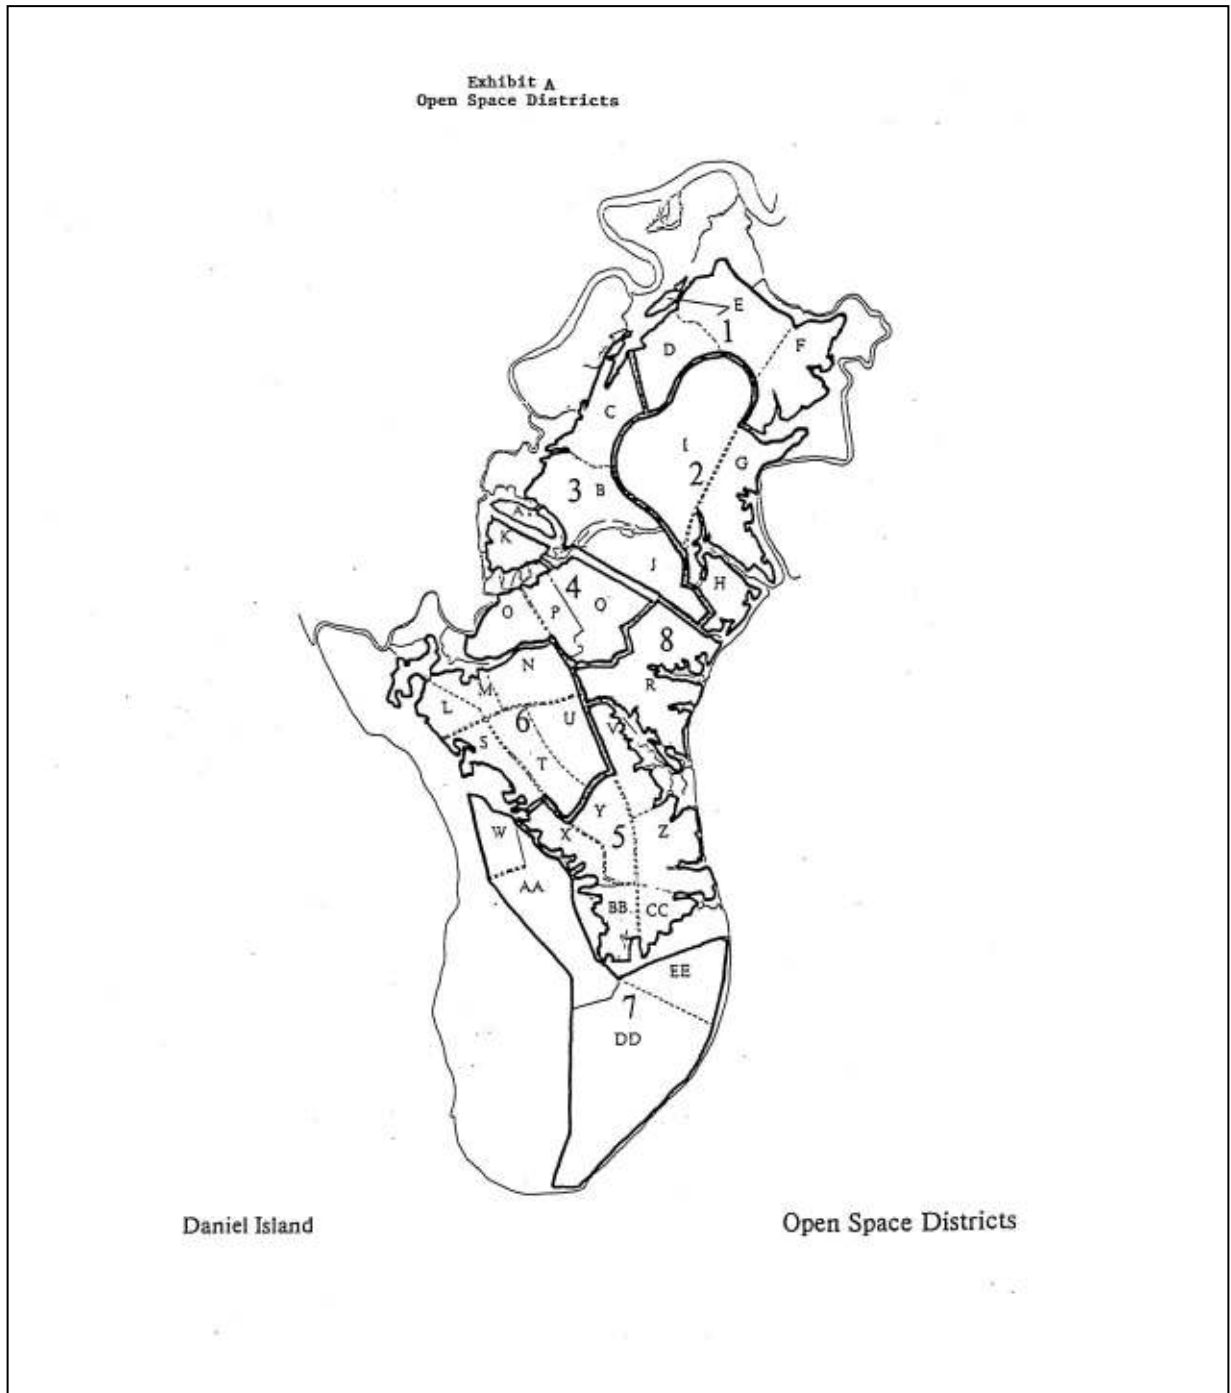 Exhibit A
Open Space Districts
E
1
D
F
C
I
G
2
3
B
A
K
J
H
4
O
P
Q
8
N
R
M
L
6
U
V
S
T
Y
W
X
5
Z
AA
BB
CC
EE
7
DD
Daniel Island
Open Space Districts